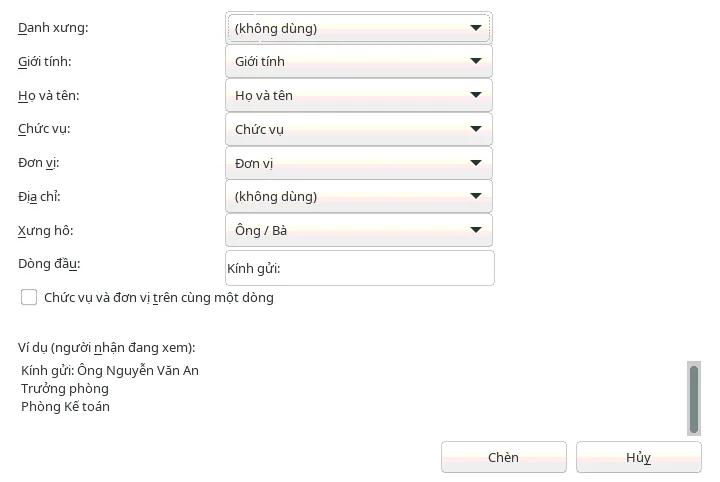 Danh xưng: (không dùng)
Giới tính: Giới tính
Họ và tên: Họ và tên
Chức vụ: Chức vụ
Đơn vị: Đơn vị
Địa chỉ: (không dùng)
Xưng hô: Ông / Bà
Dòng đầu: Kính gửi:
Chức vụ và đơn vị trên cùng một dòng
Ví dụ (người nhận đang xem):
Kính gửi: Ông Nguyễn Văn An
Trưởng phòng
Phòng Kế toán
Chèn Hủy